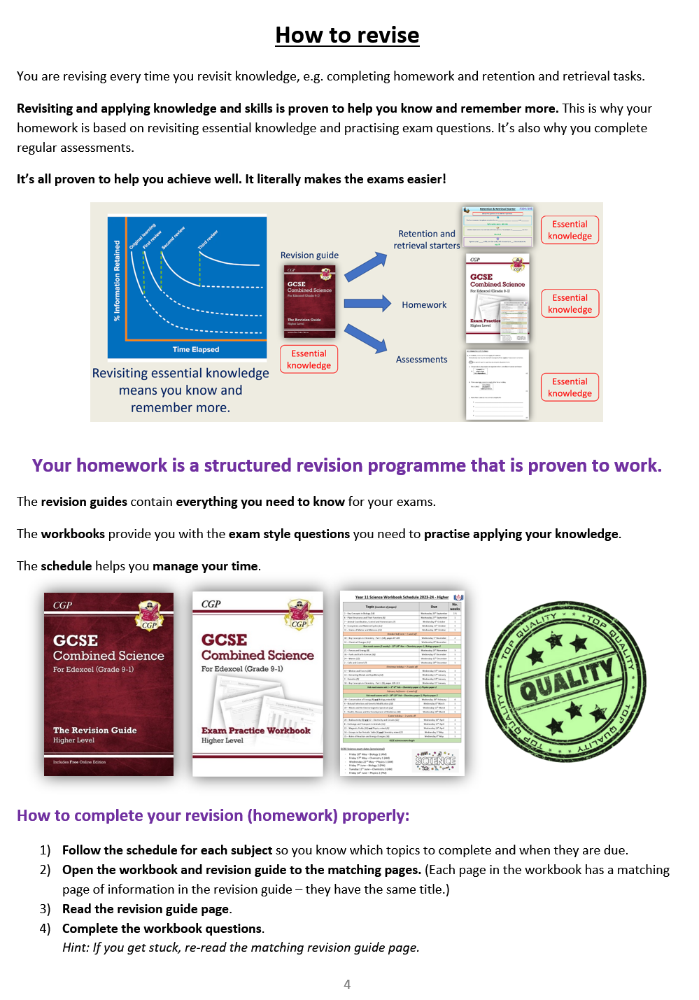 How to revise
You are revising every time you revisit knowledge, e.g. completing homework and retention and retrieval tasks.
Revisiting and applying knowledge and skills is proven to help you know and remember more. This is why your
homework is based on revisiting essential knowledge and practising exam questions. It's also why you complete
regular assessments.
It's all proven to help you achieve well. It literally makes the exams easier!
% Information Retained
Original learning
First review
Second review
Third review
Time Elapsed
Revisiting essential knowledge
means you know and
remember more.
Revision guide
CGP
GCSE
Combined Science
For Edexcel (Grade 9-1)
The Revision Guide
Higher Level
Essential
knowledge
Retention and
retrieval starters
Homework
Assessments
Retention & Retrieval Starter
CGP
GCSE
Combined Science
For Edexcel (Grade 9-1)
Exam Practice
Higher Level
Essential
knowledge
Essential
knowledge
Essential
knowledge
Your homework is a structured revision programme that is proven to work.
The revision guides contain everything you need to know for your exams.
The workbooks provide you with the exam style questions you need to practise applying your knowledge.
The schedule helps you manage your time.
CGP
CGP
GCSE
Combined Science
For Edexcel (Grade 9-1)
The Revision Guide
Higher Level
Includes Free Online Edition
CGP
CGP
GCSE
Combined Science
For Edexcel (Grade 9-1)
Exam Practice Workbook
Higher Level
Year 11 Science Workbook Schedule 2023-24 - Higher
Topic (number of pages)
Due
No. weeks
GCSE science exams begin
SCIENCE
TOP QUALITY
TOP QUALITY
QUALITY
TOP QUALITY
TOP QUALITY
How to complete your revision (homework) properly:
1) Follow the schedule for each subject so you know which topics to complete and when they are due.
2) Open the workbook and revision guide to the matching pages. (Each page in the workbook has a matching
page of information in the revision guide – they have the same title.)
3) Read the revision guide page.
4) Complete the workbook questions.
Hint: If you get stuck, re-read the matching revision guide page.
4